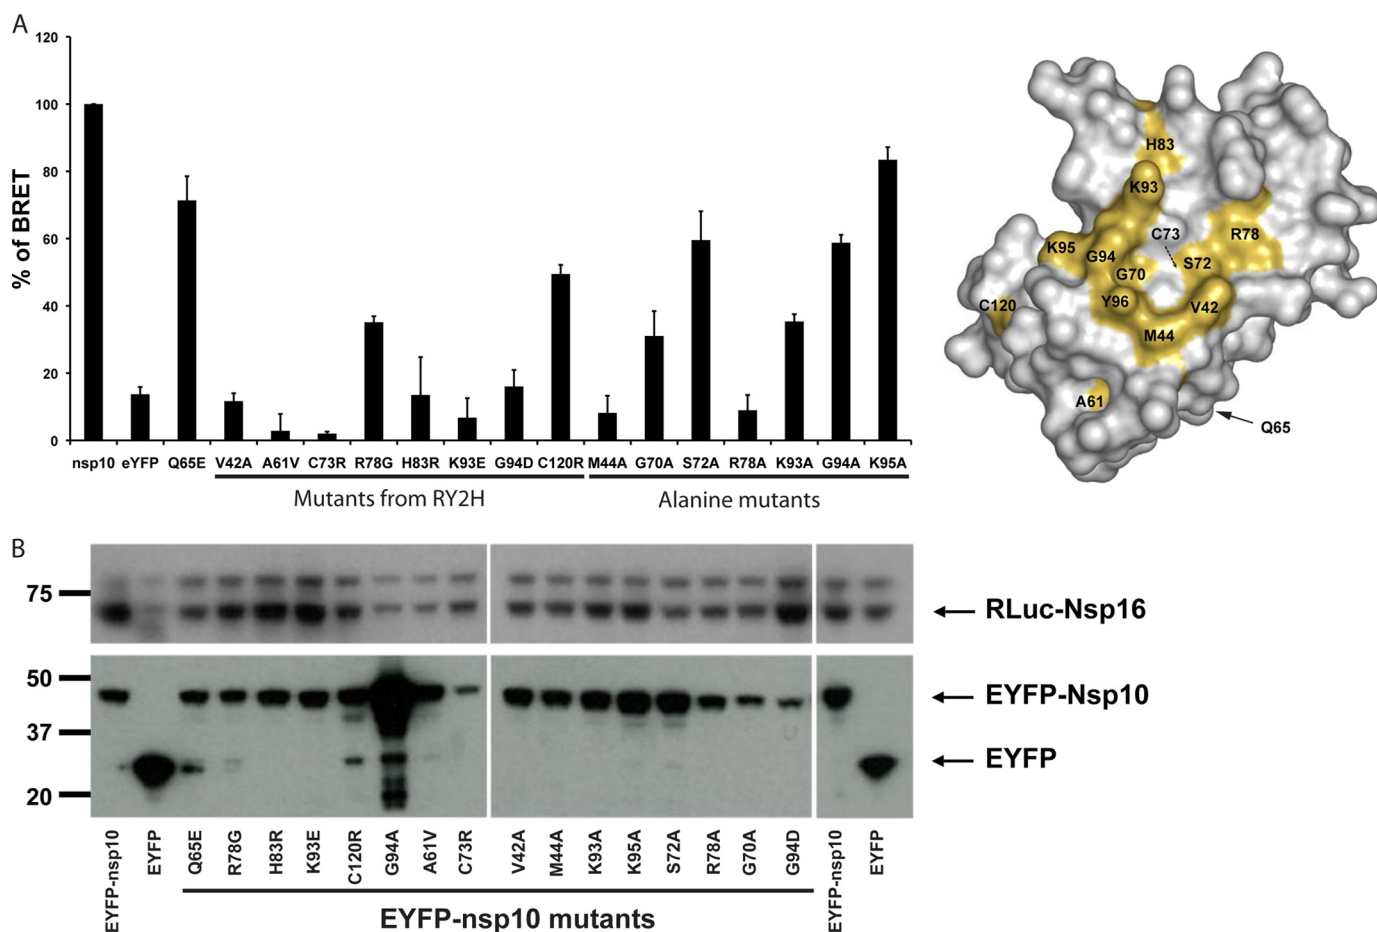 A
120
100
80
60
40
20
0
% of BRET
nsp10 eYFP Q65E V42A A61V C73R R78G H83R K93E G94D C120R M44A G70A S72A R78A K93A G94A K95A
Mutants from RY2H
Alanine mutants
H83
K93
C73
R78
K95
G94
S72
G70
Y96
V42
C120
M44
A61
Q65
B
75
RLuc-Nsp16
50
EYFP-Nsp10
37
EYFP
20
EYFP-nsp10
EYFP
Q65E
R78G
H83R
K93E
C120R
G94A
A61V
C73R
V42A
M44A
K93A
K95A
S72A
R78A
G70A
G94D
EYFP-nsp10
EYFP
EYFP-nsp10 mutants